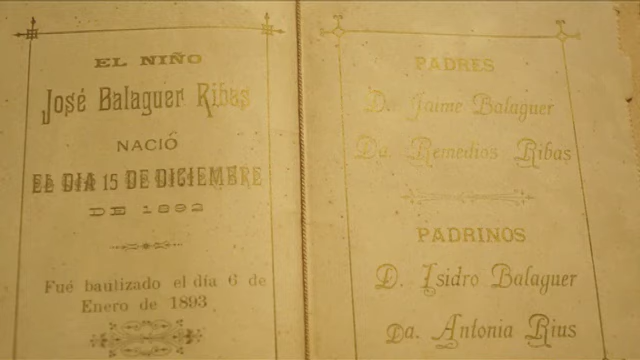 EL NIÑO
José Balaguer Ribas
NACIÓ
EL DIA 15 DE DICIEMBRE
DE 1892
Fué bautizado el día 6 de
Enero de 1893
PADRES
D. Jaime Balaguer
Da. Remedios Ribas
PADRINOS
D. Isidro Balaguer
Da. Antonia Rius